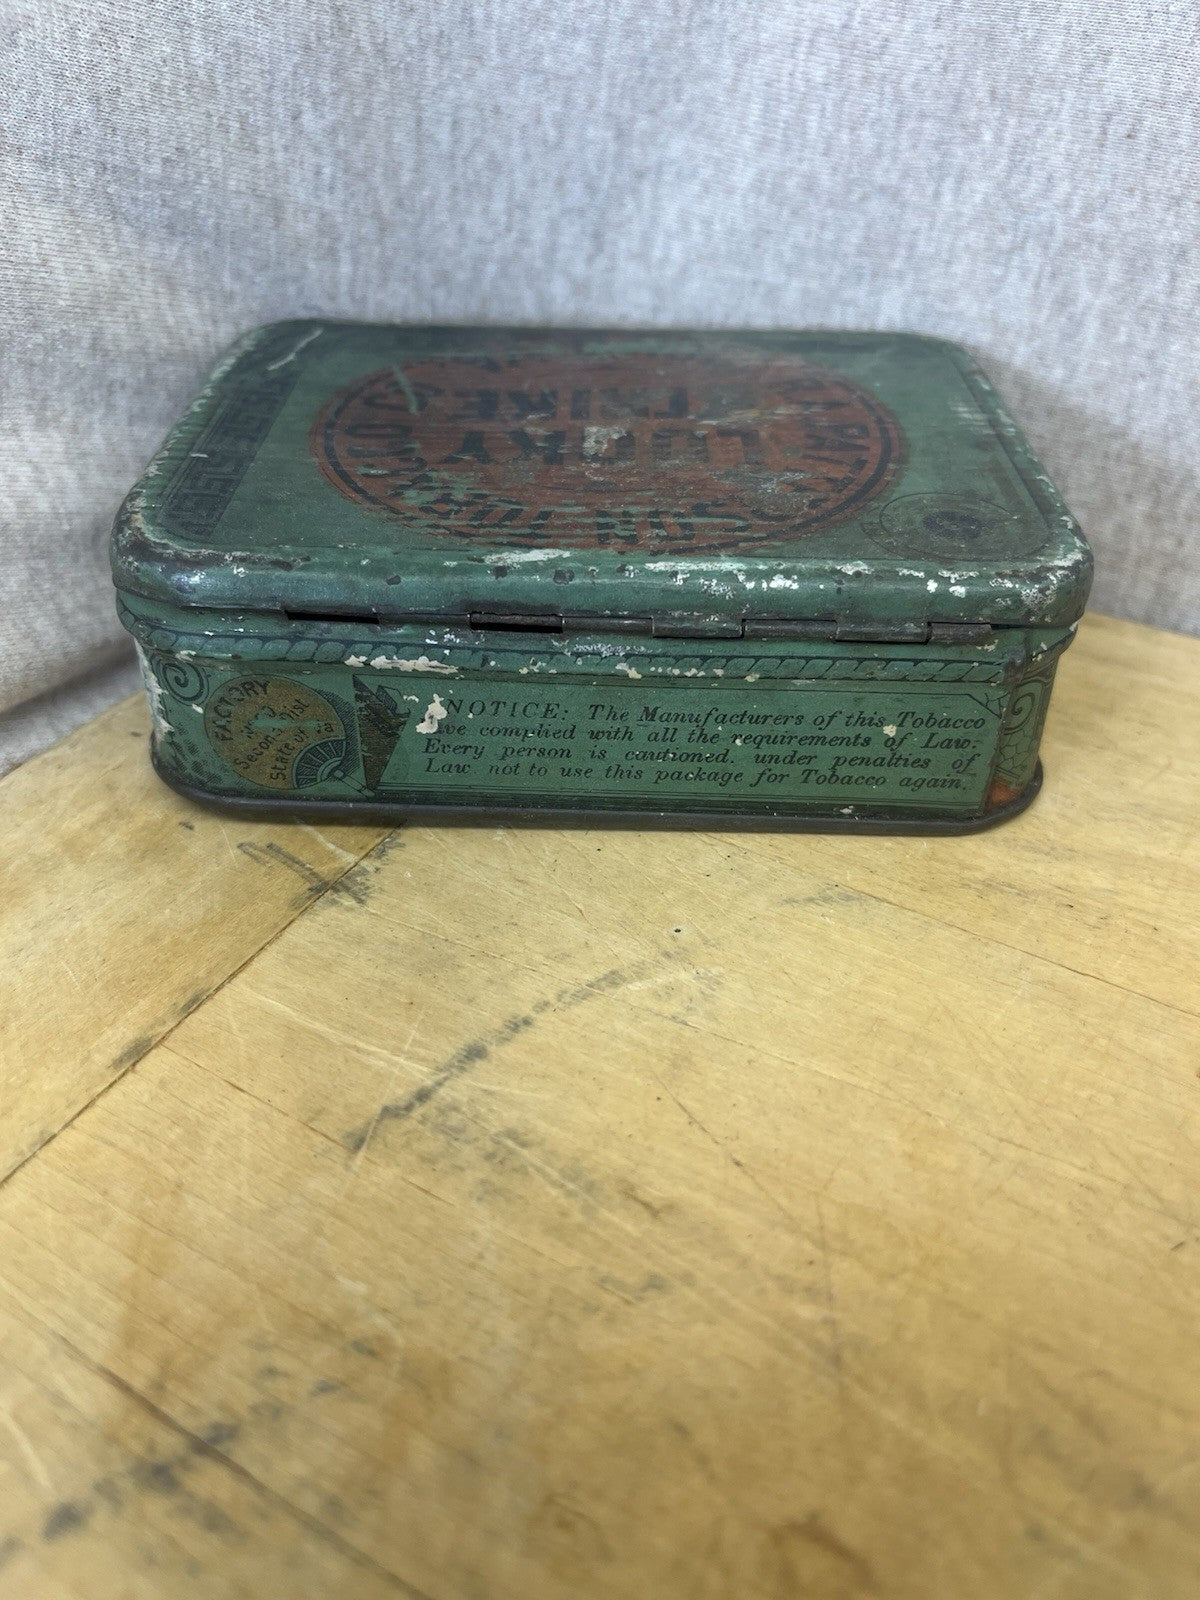 LUCKY
STRIKE
FACTORY
Second Dist.
State of Va
NOTICE: The Manufacturers of this Tobacco
have complied with all the requirements of Law.
Every person is cautioned, under penalties of
Law, not to use this package for Tobacco again.